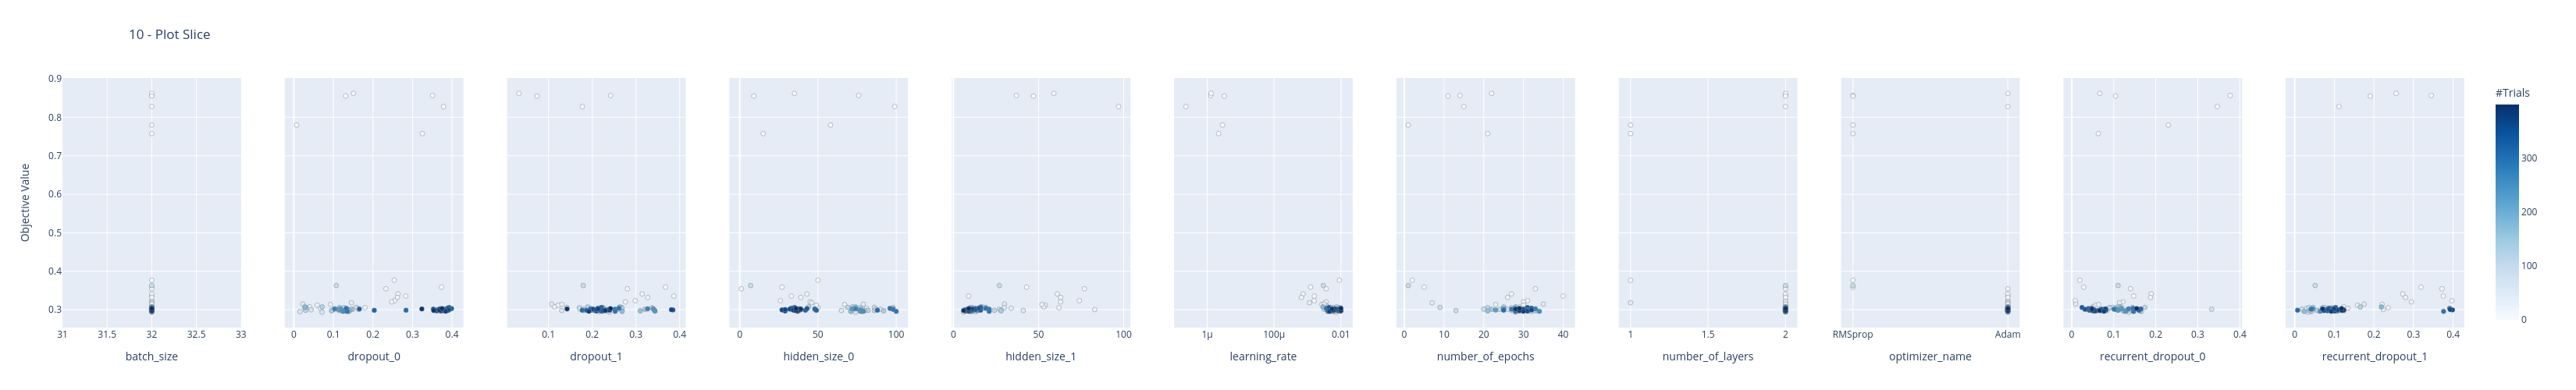 10 - Plot Slice
#Trials
Objective Value
0.9
0.8
0.7
0.6
0.5
0.4
0.3
300
200
100
0
31 31.5 32 32.5 33
0 0.1 0.2 0.3 0.4
0.1 0.2 0.3 0.4
0 50 100
0 50 100
1μ 100μ 0.01
0 10 20 30 40
1 1.5 2
RMSprop Adam
0 0.1 0.2 0.3 0.4
0 0.1 0.2 0.3 0.4
batch_size
dropout_0
dropout_1
hidden_size_0
hidden_size_1
learning_rate
number_of_epochs
number_of_layers
optimizer_name
recurrent_dropout_0
recurrent_dropout_1